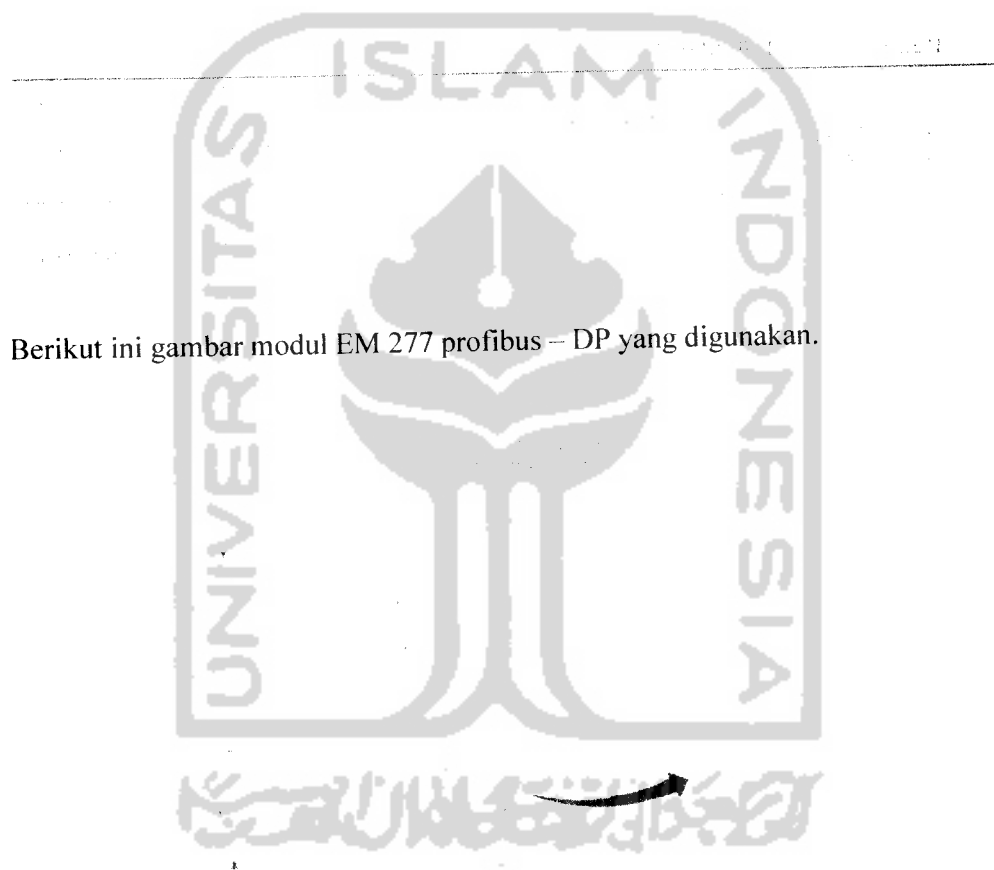 ISLAM
UNIVERSITAS
INDONESIA
Berikut ini gambar modul EM 277 profibus – DP yang digunakan.